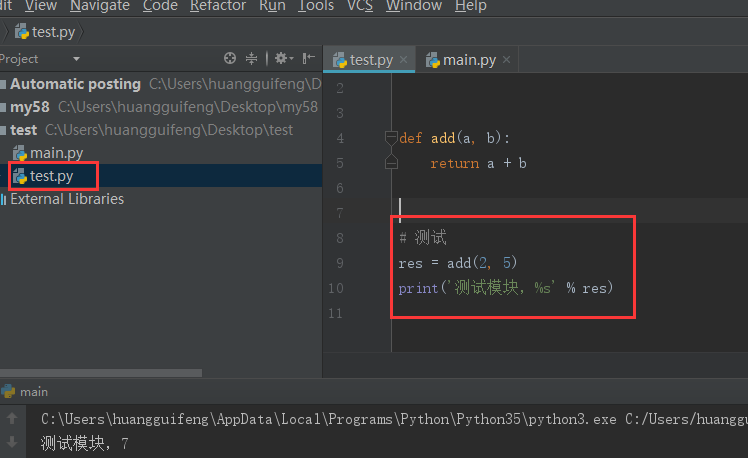 dit View Navigate Code Refactor Run Tools VCS Window Help
test.py
Project
test.py × main.py ×
Automatic posting C:\Users\huangguifeng\D
my58 C:\Users\huangguifeng\Desktop\my58
test C:\Users\huangguifeng\Desktop\test
main.py
test.py
External Libraries
2
3
4 def add(a, b):
5 return a + b
6
7
8 # 测试
9 res = add(2, 5)
10 print('测试模块，%s' % res)
11
main
C:\Users\huangguifeng\AppData\Local\Programs\Python\Python35\python3.exe C:/Users/huanggu
测试模块，7